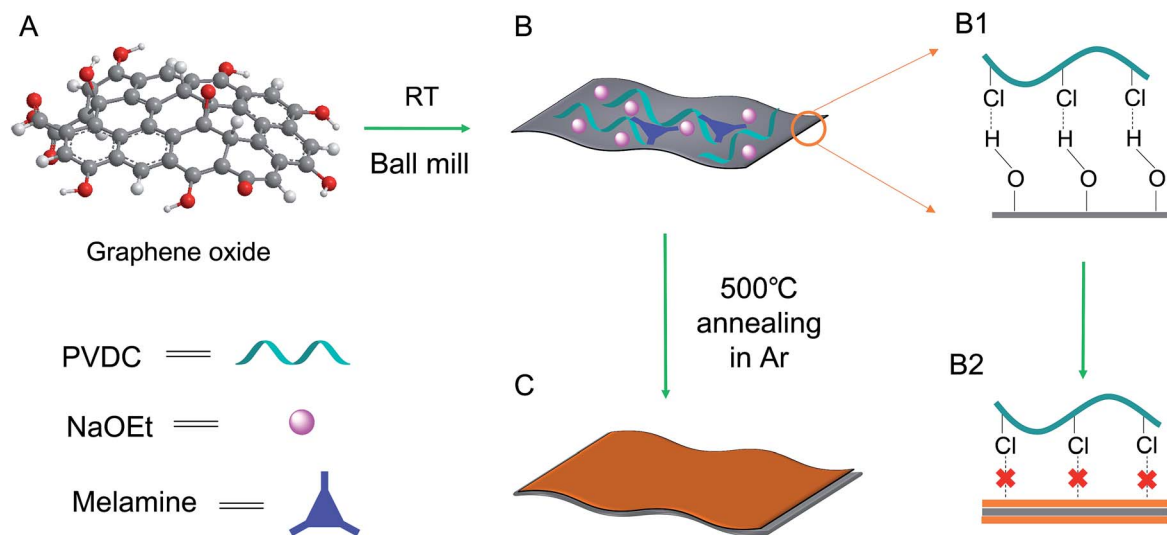 A
Graphene oxide
RT
Ball mill
B
B1
Cl
Cl
Cl
H
H
H
O
O
O
500℃
annealing
in Ar
PVDC
NaOEt
Melamine
C
B2
Cl
Cl
Cl